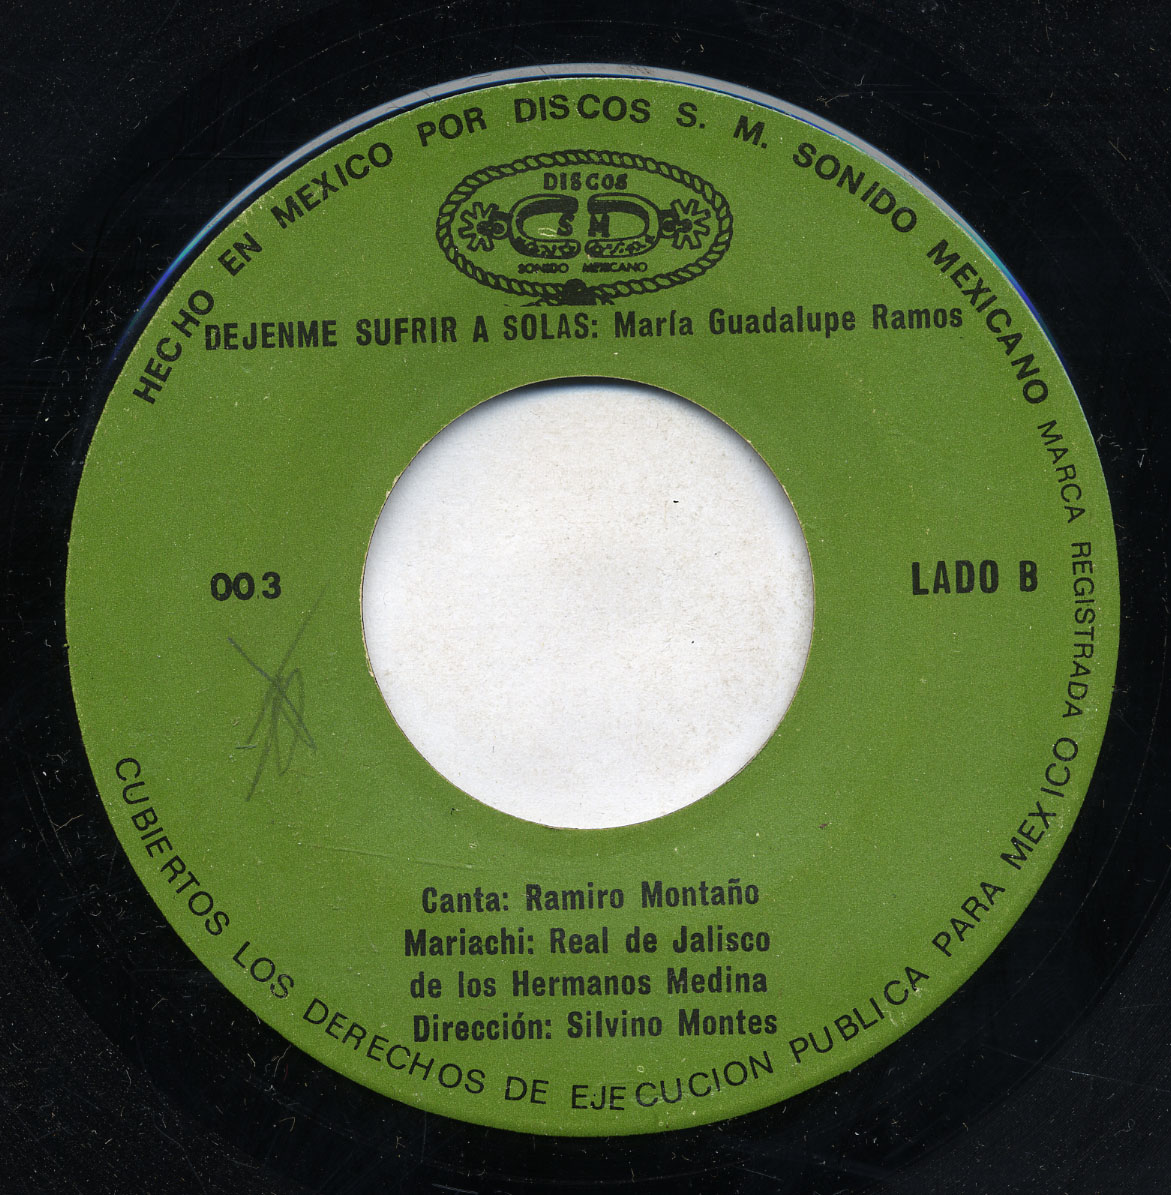 HECHO EN MEXICO POR DISCOS S. M. SONIDO MEXICANO MARCA REGISTRADA
DISCOS
S M
SONIDO MEXICANO
DEJENME SUFRIR A SOLAS: María Guadalupe Ramos
003
LADO B
Canta: Ramiro Montaño
Mariachi: Real de Jalisco
de los Hermanos Medina
Dirección: Silvino Montes
CUBIERTOS LOS DERECHOS DE EJECUCION PUBLICA PARA MEXICO